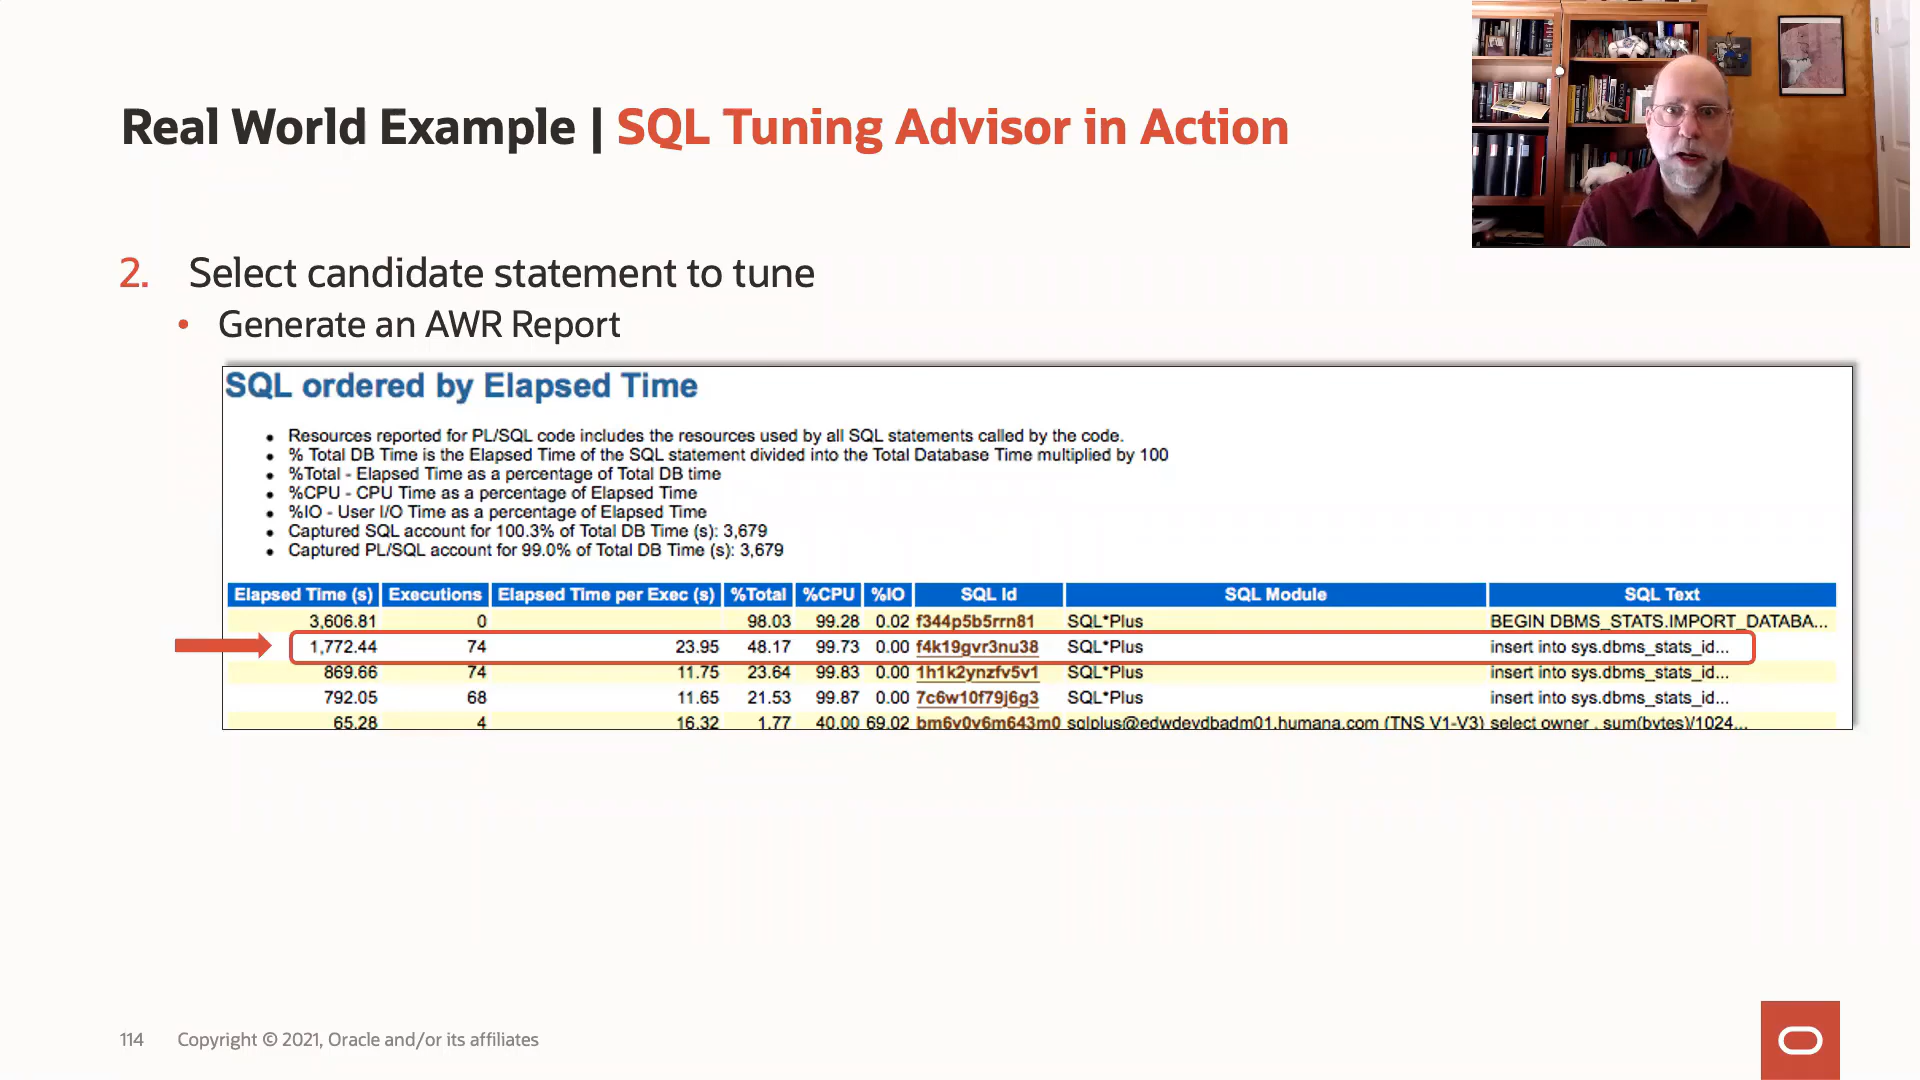 Real World Example | SQL Tuning Advisor in Action
2. Select candidate statement to tune
• Generate an AWR Report
SQL ordered by Elapsed Time
• Resources reported for PL/SQL code includes the resources used by all SQL statements called by the code.
• % Total DB Time is the Elapsed Time of the SQL statement divided into the Total Database Time multiplied by 100
• %Total - Elapsed Time as a percentage of Total DB time
• %CPU - CPU Time as a percentage of Elapsed Time
• %IO - User I/O Time as a percentage of Elapsed Time
• Captured SQL account for 100.3% of Total DB Time (s): 3,679
• Captured PL/SQL account for 99.0% of Total DB Time (s): 3,679
Elapsed Time (s) Executions Elapsed Time per Exec (s) %Total %CPU %IO SQL Id SQL Module SQL Text
3,606.81 0 98.03 99.28 0.02 f344p5b5rrn81 SQL*Plus BEGIN DBMS_STATS.IMPORT_DATABA...
1,772.44 74 23.95 48.17 99.73 0.00 f4k19gvr3nu38 SQL*Plus insert into sys.dbms_stats_id...
869.66 74 11.75 23.64 99.83 0.00 1h1k2ynzfv5v1 SQL*Plus insert into sys.dbms_stats_id...
792.05 68 11.65 21.53 99.87 0.00 7c6w10f79j6g3 SQL*Plus insert into sys.dbms_stats_id...
65.28 4 16.32 1.77 40.00 69.02 bm6v0v6m643m0 sqlplus@edwdevdbadm01.humana.com (TNS V1-V3) select owner , sum(bytes)/1024...
114 Copyright © 2021, Oracle and/or its affiliates